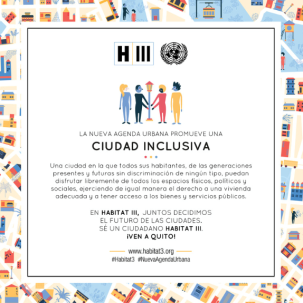 H III
LA NUEVA AGENDA URBANA PROMUEVE UNA
CIUDAD INCLUSIVA
Una ciudad en la que todos sus habitantes, de las generaciones
presentes y futuras sin discriminación de ningún tipo, puedan
disfrutar libremente de todos los espacios físicos, políticos y
sociales, ejerciendo de igual manera el derecho a una vivienda
adecuada y a tener acceso a los bienes y servicios públicos.
EN HABITAT III, JUNTOS DECIDIMOS
EL FUTURO DE LAS CIUDADES,
SÉ UN CIUDADANO HABITAT III.
¡VEN A QUITO!
www.habitat3.org
#Habitat3 #NuevaAgendaUrbana